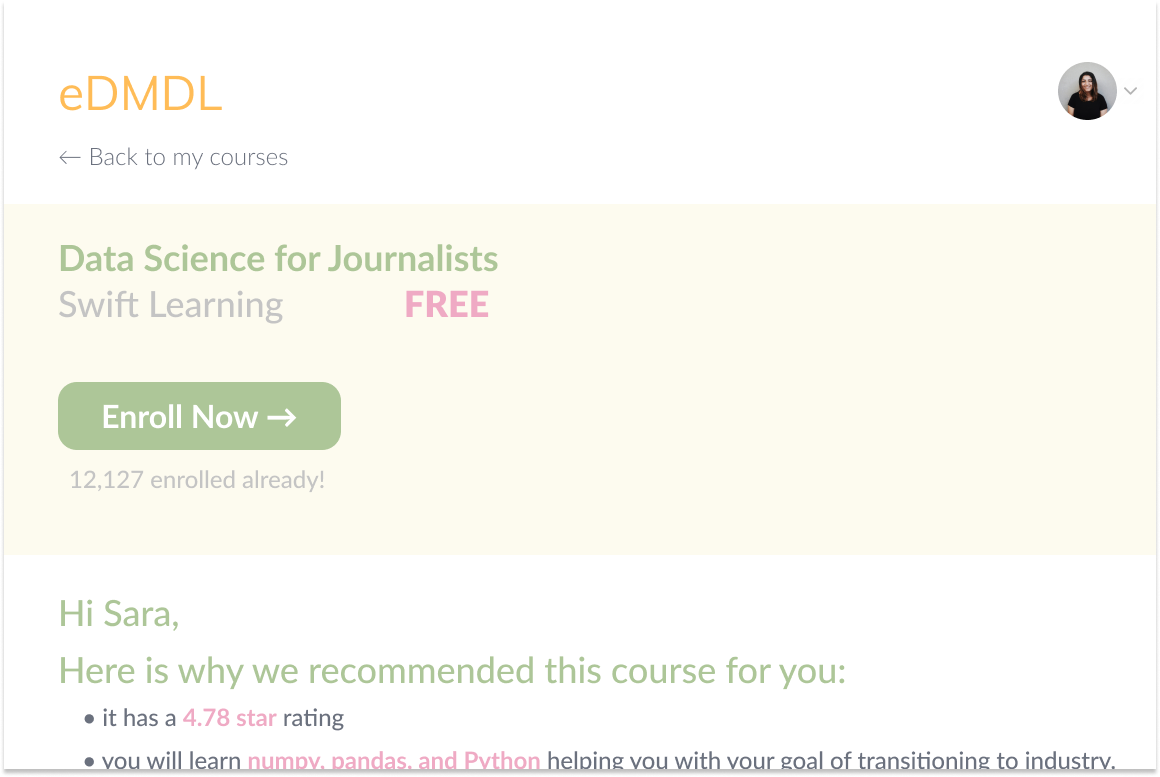 eDMDL
← Back to my courses
Data Science for Journalists
Swift Learning FREE
Enroll Now →
12,127 enrolled already!
Hi Sara,
Here is why we recommended this course for you:
• it has a 4.78 star rating
• you will learn numpy, pandas, and Python helping you with your goal of transitioning to industry.